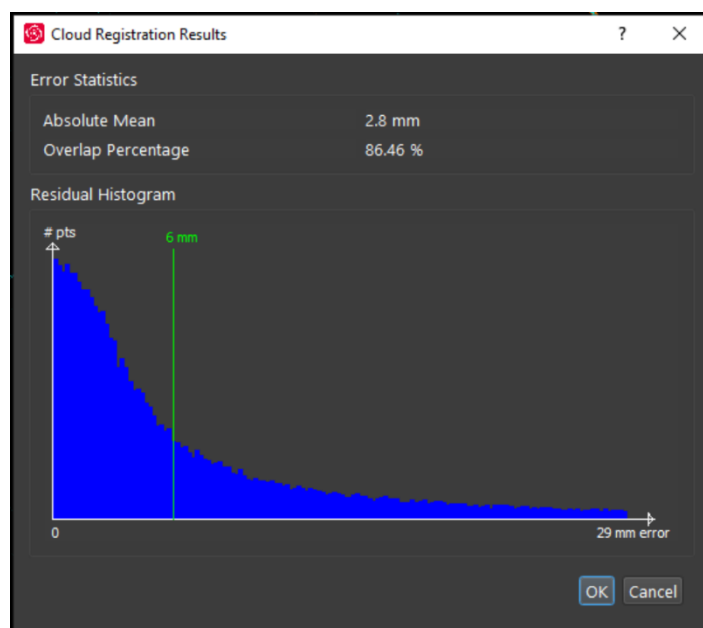 Cloud Registration Results
?
Error Statistics
Absolute Mean 2.8 mm
Overlap Percentage 86.46 %
Residual Histogram
# pts
6 mm
0 29 mm error
OK Cancel